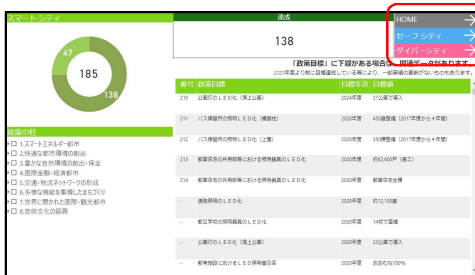 スマート シティ
達成
HOME
セーフ シティ
ダイバーシティ
138
47
185
138
「政策目標」に下線がある場合は、関連データがあります。
番号 政策目標 目標年次 目標値
210 公園灯のLED化(海上公園) 2024年度 27公園で導入
211 バス停留所の照明LED化(標識柱) 2020年度 450基整備(2017年度から4年間)
212 バス停留所の照明LED化(上屋) 2020年度 350棟整備(2017年度から4年間)
213 都営住宅の共用部等における照明器具のLED化 2030年度 約62,400戸(着工)
214 都営住宅の共用部等における照明器具のLED化 2030年度 都営住宅全棟
- 道路照明のLED化 2020年度 約12,100基
- 都立学校の照明器具のLED化 2020年度 14校で整備
- 公園灯のLED化(海上公園) 2020年度 22公園で導入
- 都有施設におけるLED照明普及率 2020年度 おおむね100%
政策の柱
1.スマートエネルギー都市
2.快適な都市環境の創出
3.豊かな自然環境の創出・保全
4.国際金融・経済都市
5.交通・物流ネットワークの形成
6.多様な機能を集積したまちづくり
7.世界に開かれた国際・観光都市
8.芸術文化の振興